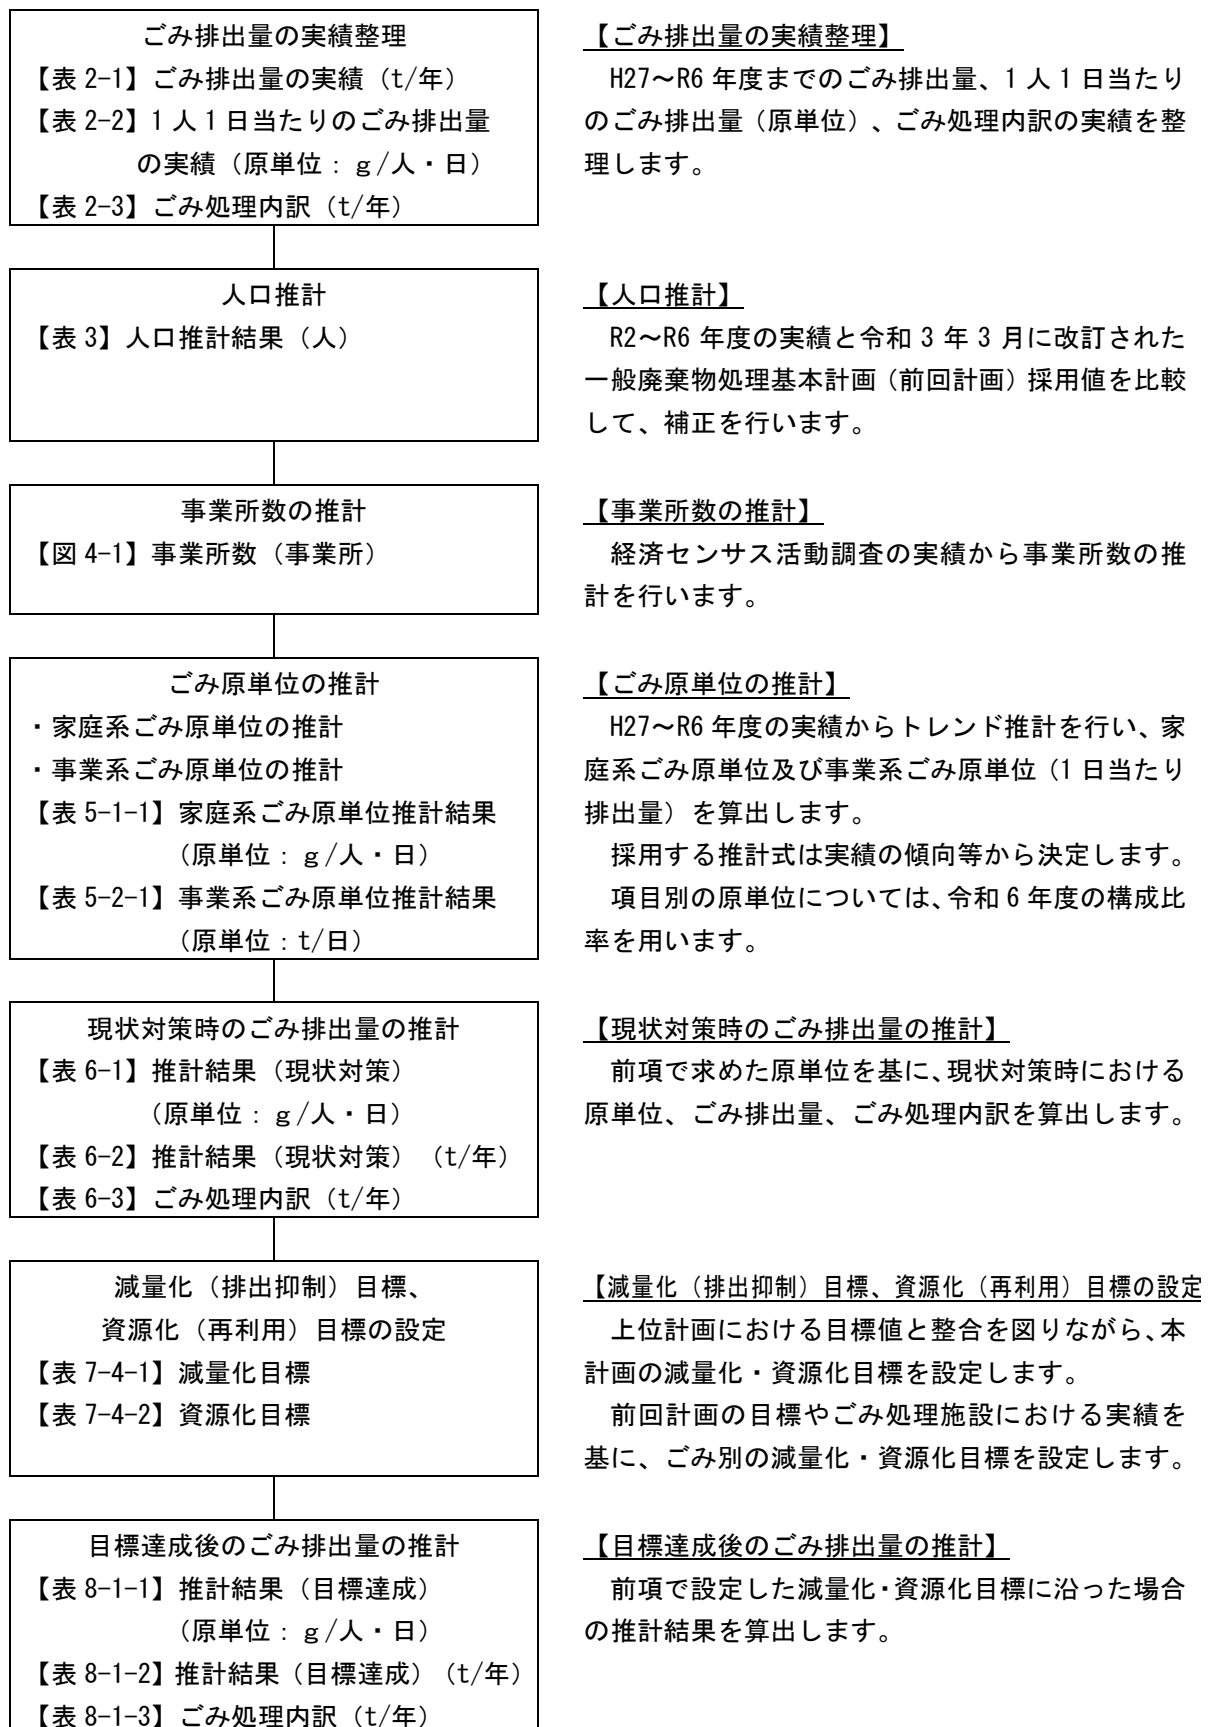 ごみ排出量の実績整理
【表 2-1】ごみ排出量の実績（t/年）
【表 2-2】1 人 1 日当たりのごみ排出量
の実績（原単位：ｇ/人・日）
【表 2-3】ごみ処理内訳（t/年）
【ごみ排出量の実績整理】
H27～R6 年度までのごみ排出量、1 人 1 日当たり
のごみ排出量（原単位）、ごみ処理内訳の実績を整
理します。
人口推計
【表 3】人口推計結果（人）
【人口推計】
R2～R6 年度の実績と令和 3 年 3 月に改訂された
一般廃棄物処理基本計画（前回計画）採用値を比較
して、補正を行います。
事業所数の推計
【図 4-1】事業所数（事業所）
【事業所数の推計】
経済センサス活動調査の実績から事業所数の推
計を行います。
ごみ原単位の推計
・家庭系ごみ原単位の推計
・事業系ごみ原単位の推計
【表 5-1-1】家庭系ごみ原単位推計結果
（原単位：ｇ/人・日）
【表 5-2-1】事業系ごみ原単位推計結果
（原単位：t/日）
【ごみ原単位の推計】
H27～R6 年度の実績からトレンド推計を行い、家
庭系ごみ原単位及び事業系ごみ原単位（1 日当たり
排出量）を算出します。
採用する推計式は実績の傾向等から決定します。
項目別の原単位については、令和 6 年度の構成比
率を用います。
現状対策時のごみ排出量の推計
【表 6-1】推計結果（現状対策）
（原単位：ｇ/人・日）
【表 6-2】推計結果（現状対策）（t/年）
【表 6-3】ごみ処理内訳（t/年）
【現状対策時のごみ排出量の推計】
前項で求めた原単位を基に、現状対策時における
原単位、ごみ排出量、ごみ処理内訳を算出します。
減量化（排出抑制）目標、
資源化（再利用）目標の設定
【表 7-4-1】減量化目標
【表 7-4-2】資源化目標
【減量化（排出抑制）目標、資源化（再利用）目標の設定
上位計画における目標値と整合を図りながら、本
計画の減量化・資源化目標を設定します。
前回計画の目標やごみ処理施設における実績を
基に、ごみ別の減量化・資源化目標を設定します。
目標達成後のごみ排出量の推計
【表 8-1-1】推計結果（目標達成）
（原単位：ｇ/人・日）
【表 8-1-2】推計結果（目標達成）（t/年）
【表 8-1-3】ごみ処理内訳（t/年）
【目標達成後のごみ排出量の推計】
前項で設定した減量化・資源化目標に沿った場合
の推計結果を算出します。